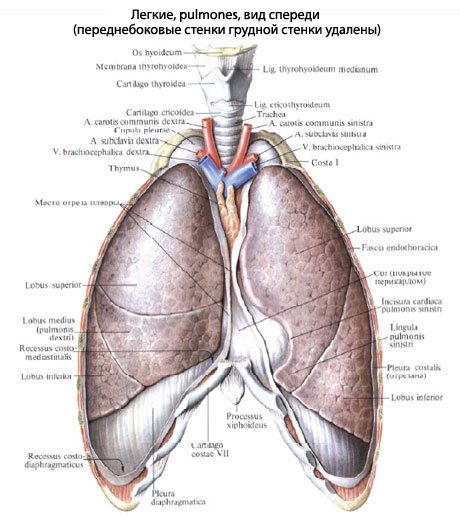 Легкие, pulmones, вид спереди
(переднебоковые стенки грудной стенки удалены)
Os hyoideum
Membrana thyrohyoidea
Cartilago thyroidea
Cartilago cricoidea
A. carotis communis dextra
Cupula pleurae
A. subclavia dextra
V. brachiocephalica dextra
Thymus
Место отреза плевры
Lobus superior
Lobus medius
(pulmonis
dextri)
Recessus costo-
mediastinalis
Lobus inferior
Recessus costo-
diaphragmaticus
Pleura
diaphragmatica
Cartilago
costae VII
Processus
xiphoideus
Lig. thyrohyoideum medianum
Lig. cricothyroideum
Trachea
A. carotis communis sinistra
A. subclavia sinistra
V. brachiocephalica sinistra
Costa I
Lobus superior
Fascia endothoracica
Cor (покрытое
перикардом)
Incisura cardiaca
pulmonis sinistri
Lingula
pulmonis
sinistri
Pleura costalis
(отрезана)
Lobus inferior